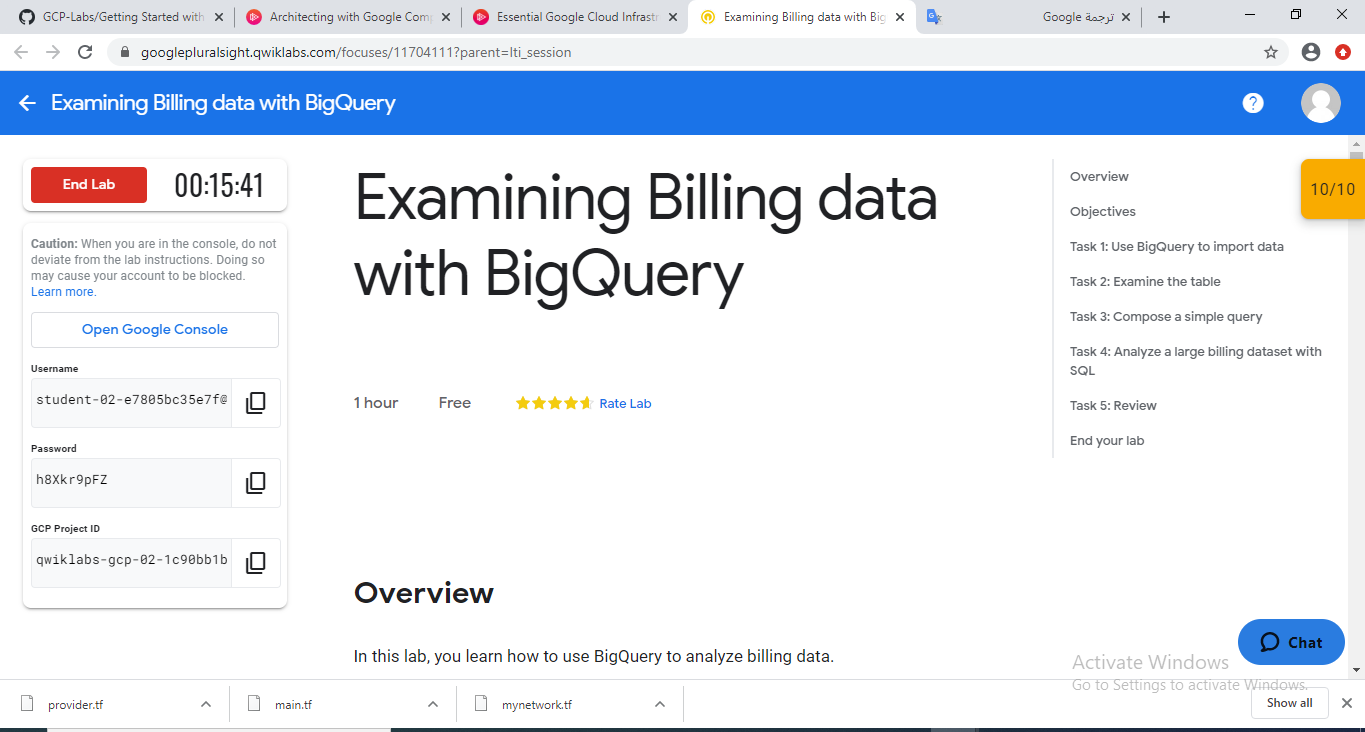 GCP-Labs/Getting Started with
Architecting with Google Comp
Essential Google Cloud Infrastr
Examining Billing data with Big
ترجمة Google
googlepluralsight.qwiklabs.com/focuses/11704111?parent=lti_session
Examining Billing data with BigQuery
End Lab
00:15:41
Caution: When you are in the console, do not
deviate from the lab instructions. Doing so
may cause your account to be blocked.
Learn more.
Open Google Console
Username
student-02-e7805bc35e7f@
Password
h8Xkr9pFZ
GCP Project ID
qwiklabs-gcp-02-1c90bb1b
Examining Billing data
with BigQuery
1 hour
Free
Rate Lab
Overview
In this lab, you learn how to use BigQuery to analyze billing data.
Overview
Objectives
Task 1: Use BigQuery to import data
Task 2: Examine the table
Task 3: Compose a simple query
Task 4: Analyze a large billing dataset with
SQL
Task 5: Review
End your lab
10/10
Chat
Activate Windows
Go to Settings to activate Windows.
provider.tf
main.tf
mynetwork.tf
Show all